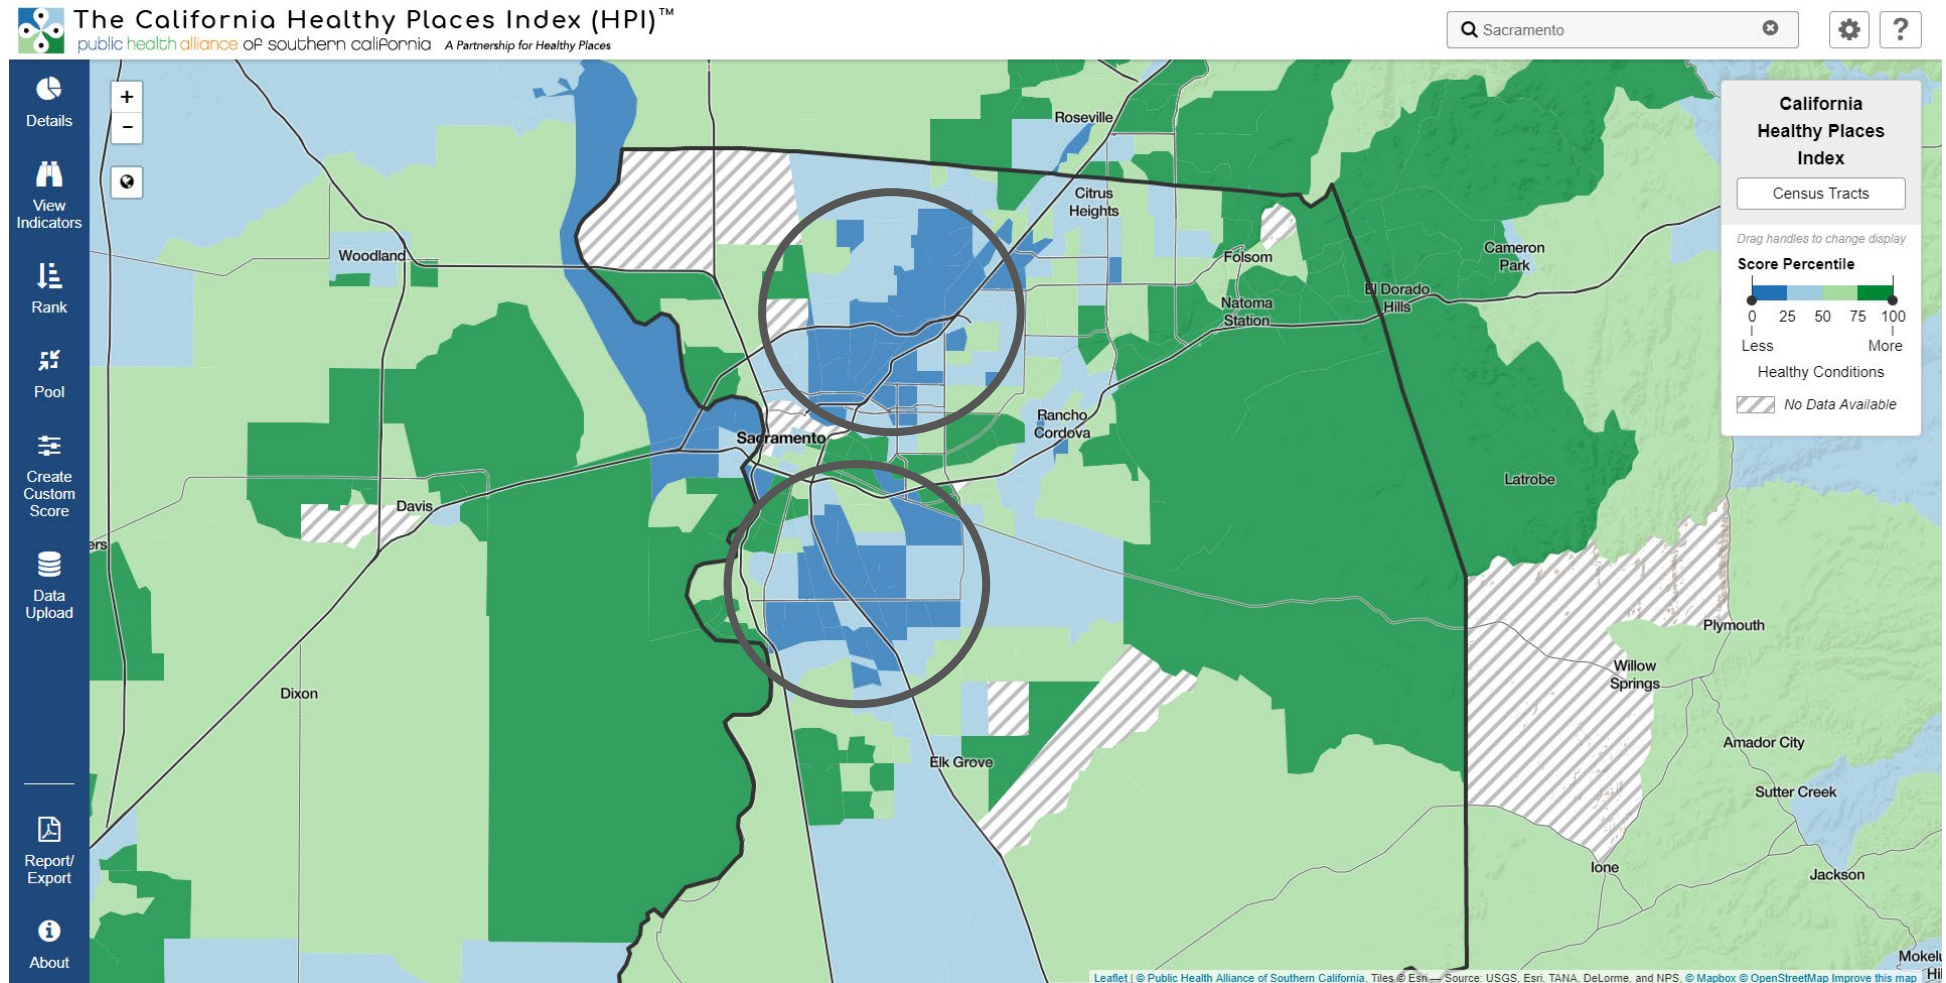 The California Healthy Places Index (HPI)™
public health alliance of southern california A Partnership for Healthy Places
Sacramento
?
Details
View
Indicators
Rank
Pool
Create
Custom
Score
Data
Upload
Report/
Export
About
+
−
Roseville
Citrus
Heights
Woodland
Folsom
Cameron
Park
El Dorado
Hills
Natoma
Station
Rancho
Cordova
Sacramento
Latrobe
Davis
ers
Plymouth
Willow
Springs
Dixon
Amador City
Elk Grove
Sutter Creek
Ione
Jackson
Mokelu
Hil
California
Healthy Places
Index
Census Tracts
Drag handles to change display
Score Percentile
0 25 50 75 100
Less More
Healthy Conditions
No Data Available
Leaflet | © Public Health Alliance of Southern California, Tiles © Esri — Source: USGS, Esri, TANA, DeLorme, and NPS, © Mapbox © OpenStreetMap Improve this map